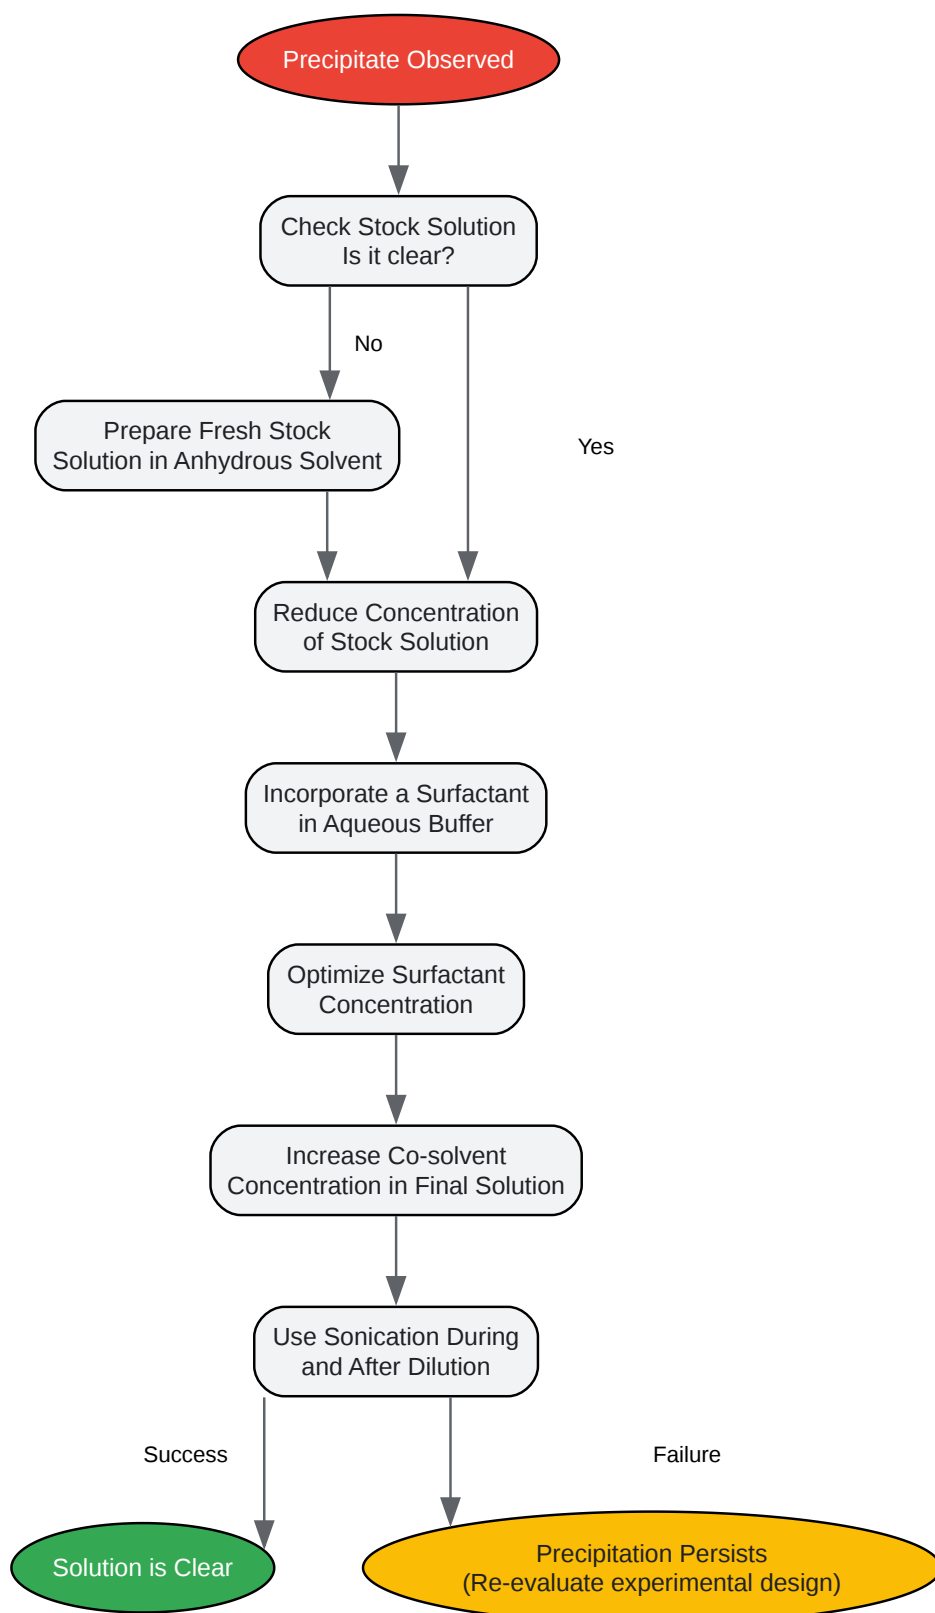 Precipitate Observed
Check Stock Solution
Is it clear?
No
Prepare Fresh Stock
Solution in Anhydrous Solvent
Yes
Reduce Concentration
of Stock Solution
Incorporate a Surfactant
in Aqueous Buffer
Optimize Surfactant
Concentration
Increase Co-solvent
Concentration in Final Solution
Use Sonication During
and After Dilution
Success
Failure
Solution is Clear
Precipitation Persists
(Re-evaluate experimental design)